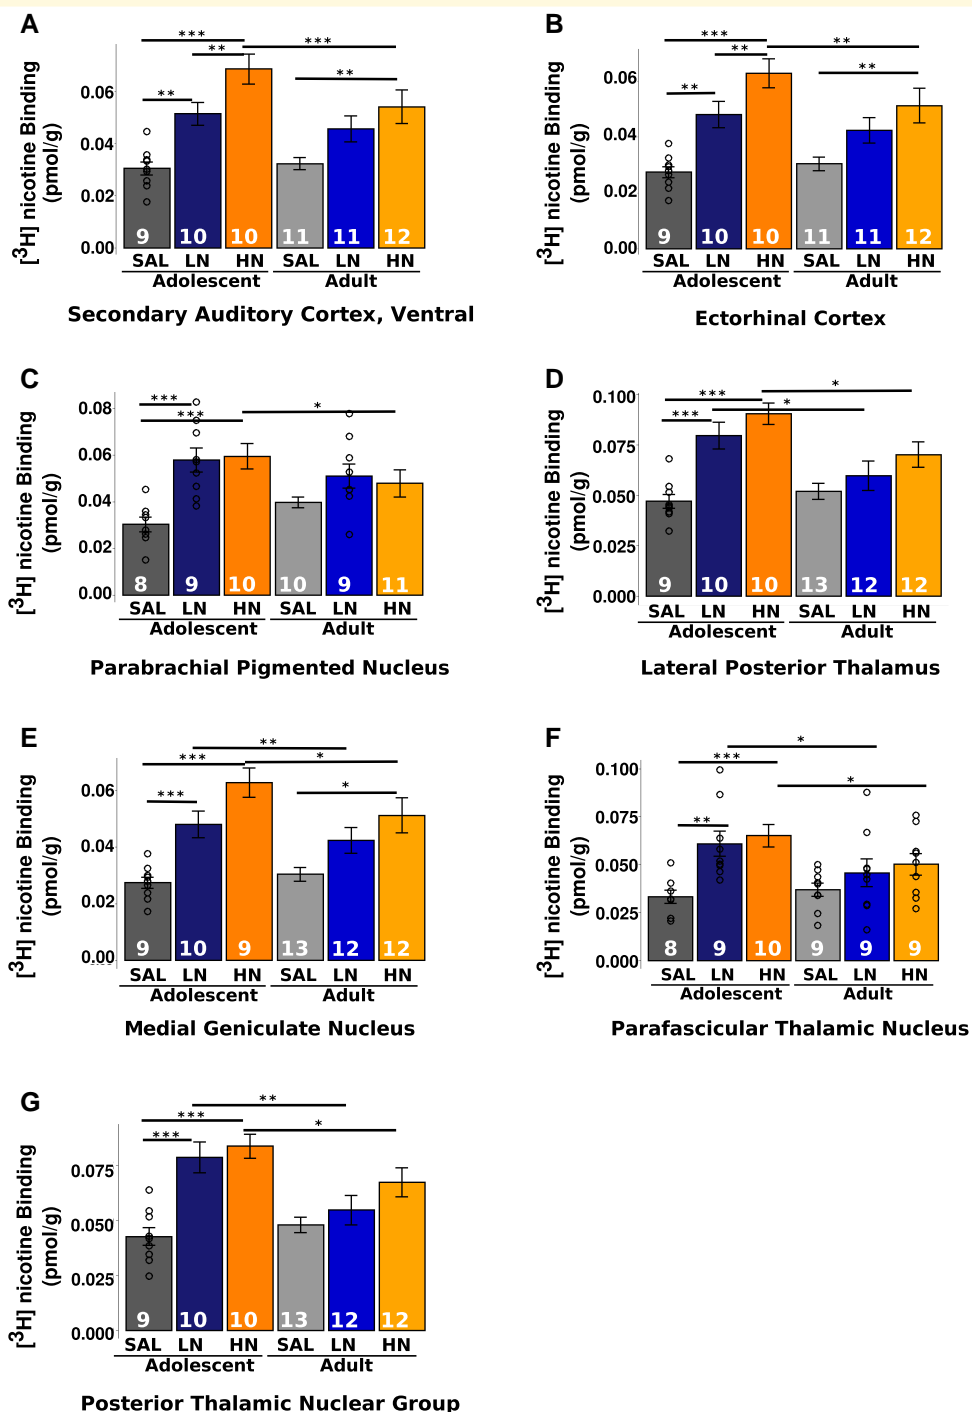 A
[3H] nicotine Binding
(pmol/g)
0.06
0.04
0.02
0.00
***
**
***
**
**
9 10 10 11 11 12
SAL LN HN SAL LN HN
Adolescent Adult
Secondary Auditory Cortex, Ventral
B
[3H] nicotine Binding
(pmol/g)
0.06
0.04
0.02
0.00
***
**
**
**
**
9 10 10 11 11 12
SAL LN HN SAL LN HN
Adolescent Adult
Ectorhinal Cortex
C
[3H] nicotine Binding
(pmol/g)
0.08
0.06
0.04
0.02
0.00
***
***
*
8 9 10 10 9 11
SAL LN HN SAL LN HN
Adolescent Adult
Parabrachial Pigmented Nucleus
D
[3H] nicotine Binding
(pmol/g)
0.100
0.075
0.050
0.025
0.000
*
***
*
***
9 10 10 13 12 12
SAL LN HN SAL LN HN
Adolescent Adult
Lateral Posterior Thalamus
E
[3H] nicotine Binding
(pmol/g)
0.06
0.04
0.02
0.00
**
***
*
***
*
9 10 9 13 12 12
SAL LN HN SAL LN HN
Adolescent Adult
Medial Geniculate Nucleus
F
[3H] nicotine Binding
(pmol/g)
0.100
0.075
0.050
0.025
0.000
*
***
*
**
8 9 10 9 9 9
SAL LN HN SAL LN HN
Adolescent Adult
Parafascicular Thalamic Nucleus
G
[3H] nicotine Binding
(pmol/g)
0.075
0.050
0.025
0.000
**
***
*
***
9 10 10 13 12 12
SAL LN HN SAL LN HN
Adolescent Adult
Posterior Thalamic Nuclear Group